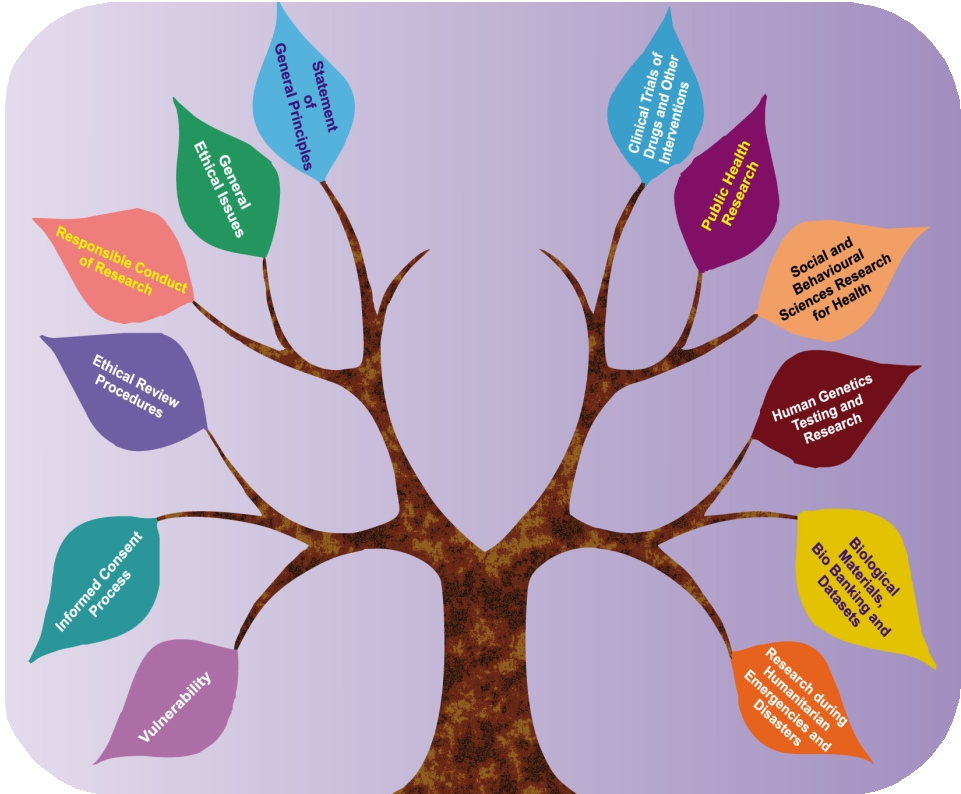 Statement
of
General Principles
General
Ethical Issues
Responsible Conduct
of Research
Ethical Review
Procedures
Informed Consent
Process
Vulnerability
Clinical Trials of
Drugs and Other
Interventions
Public Health
Research
Social and
Behavioural
Sciences Research
for Health
Human Genetics
Testing and
Research
Biological
Materials,
Bio Banking and
Datasets
Research during
Humanitarian
Emergencies and
Disasters